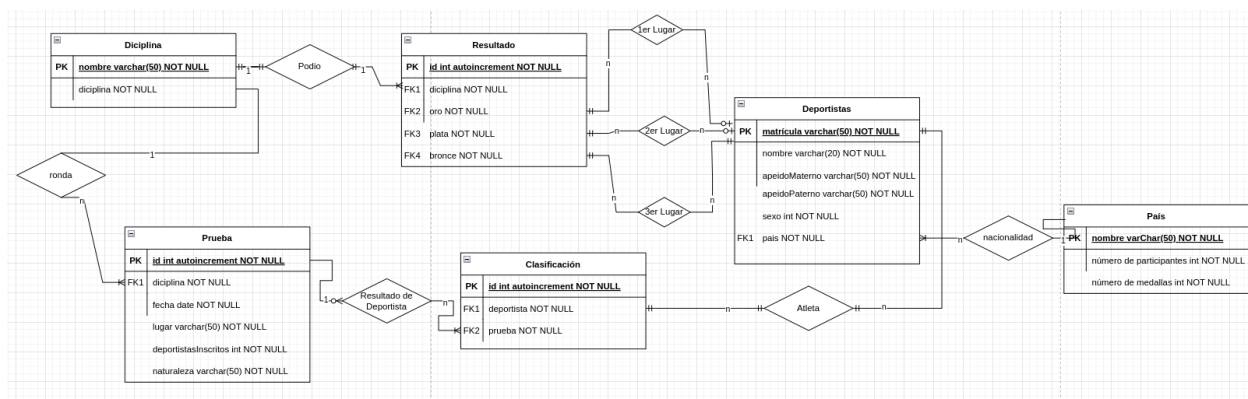 Diciplina
PK nombre varchar(50) NOT NULL
diciplina NOT NULL
1
Podio
1
Resultado
PK id int autoincrement NOT NULL
FK1 diciplina NOT NULL
FK2 oro NOT NULL
FK3 plata NOT NULL
FK4 bronce NOT NULL
1er Lugar
n
n
n
2er Lugar
n
n
3er Lugar
n
Deportistas
PK matrícula varchar(50) NOT NULL
nombre varchar(20) NOT NULL
apeidoMaterno varchar(50) NOT NULL
apeidoPaterno varchar(50) NOT NULL
sexo int NOT NULL
FK1 pais NOT NULL
n
nacionalidad
1
País
PK nombre varChar(50) NOT NULL
número de participantes int NOT NULL
número de medallas int NOT NULL
1
ronda
n
Prueba
PK id int autoincrement NOT NULL
FK1 diciplina NOT NULL
fecha date NOT NULL
lugar varchar(50) NOT NULL
deportistasInscritos int NOT NULL
naturaleza varchar(50) NOT NULL
1
Resultado de
Deportista
n
Clasificación
PK id int autoincrement NOT NULL
FK1 deportista NOT NULL
FK2 prueba NOT NULL
n
Atleta
n